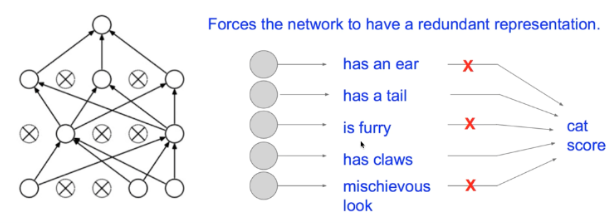 Forces the network to have a redundant representation.
has an ear
X
has a tail
is furry
X
cat
score
has claws
mischievous
look
X